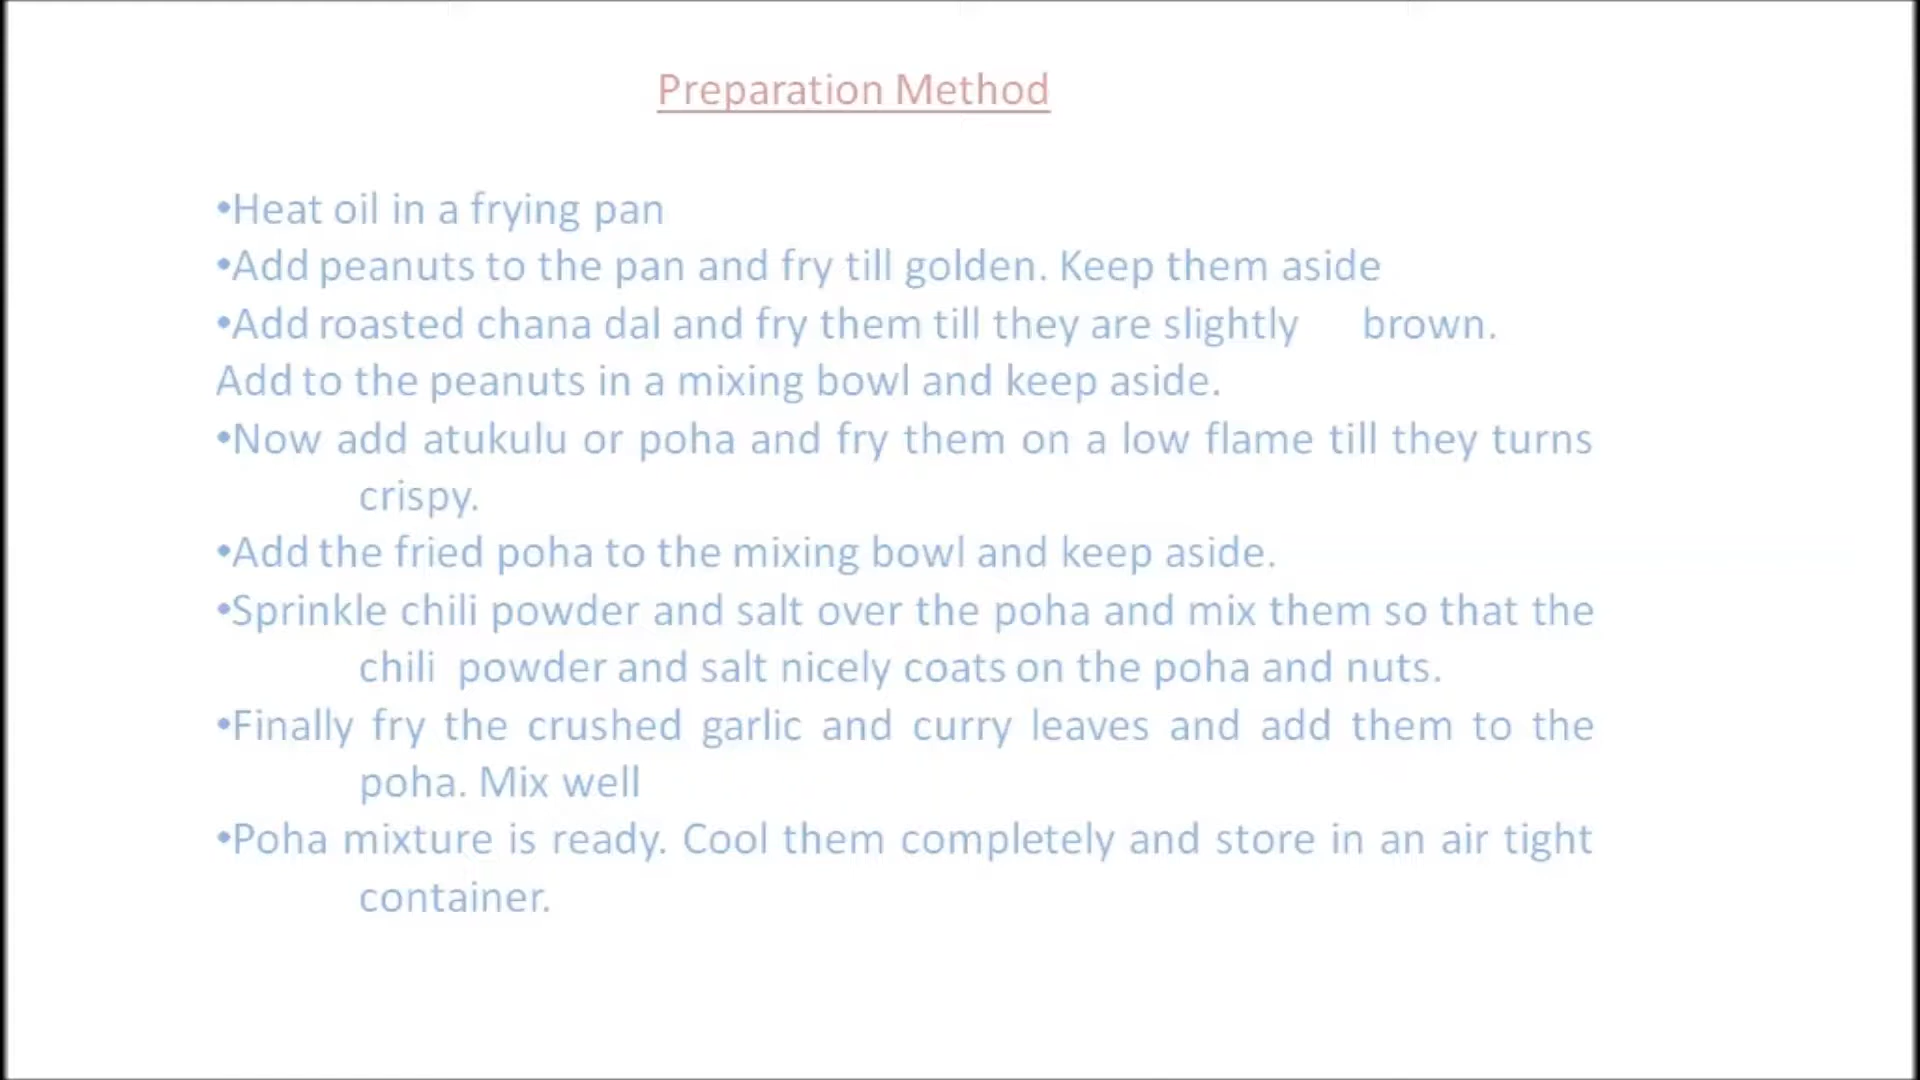 Preparation Method
•Heat oil in a frying pan
•Add peanuts to the pan and fry till golden. Keep them aside
•Add roasted chana dal and fry them till they are slightly brown.
Add to the peanuts in a mixing bowl and keep aside.
•Now add atukulu or poha and fry them on a low flame till they turns
crispy.
•Add the fried poha to the mixing bowl and keep aside.
•Sprinkle chili powder and salt over the poha and mix them so that the
chili powder and salt nicely coats on the poha and nuts.
•Finally fry the crushed garlic and curry leaves and add them to the
poha. Mix well
•Poha mixture is ready. Cool them completely and store in an air tight
container.